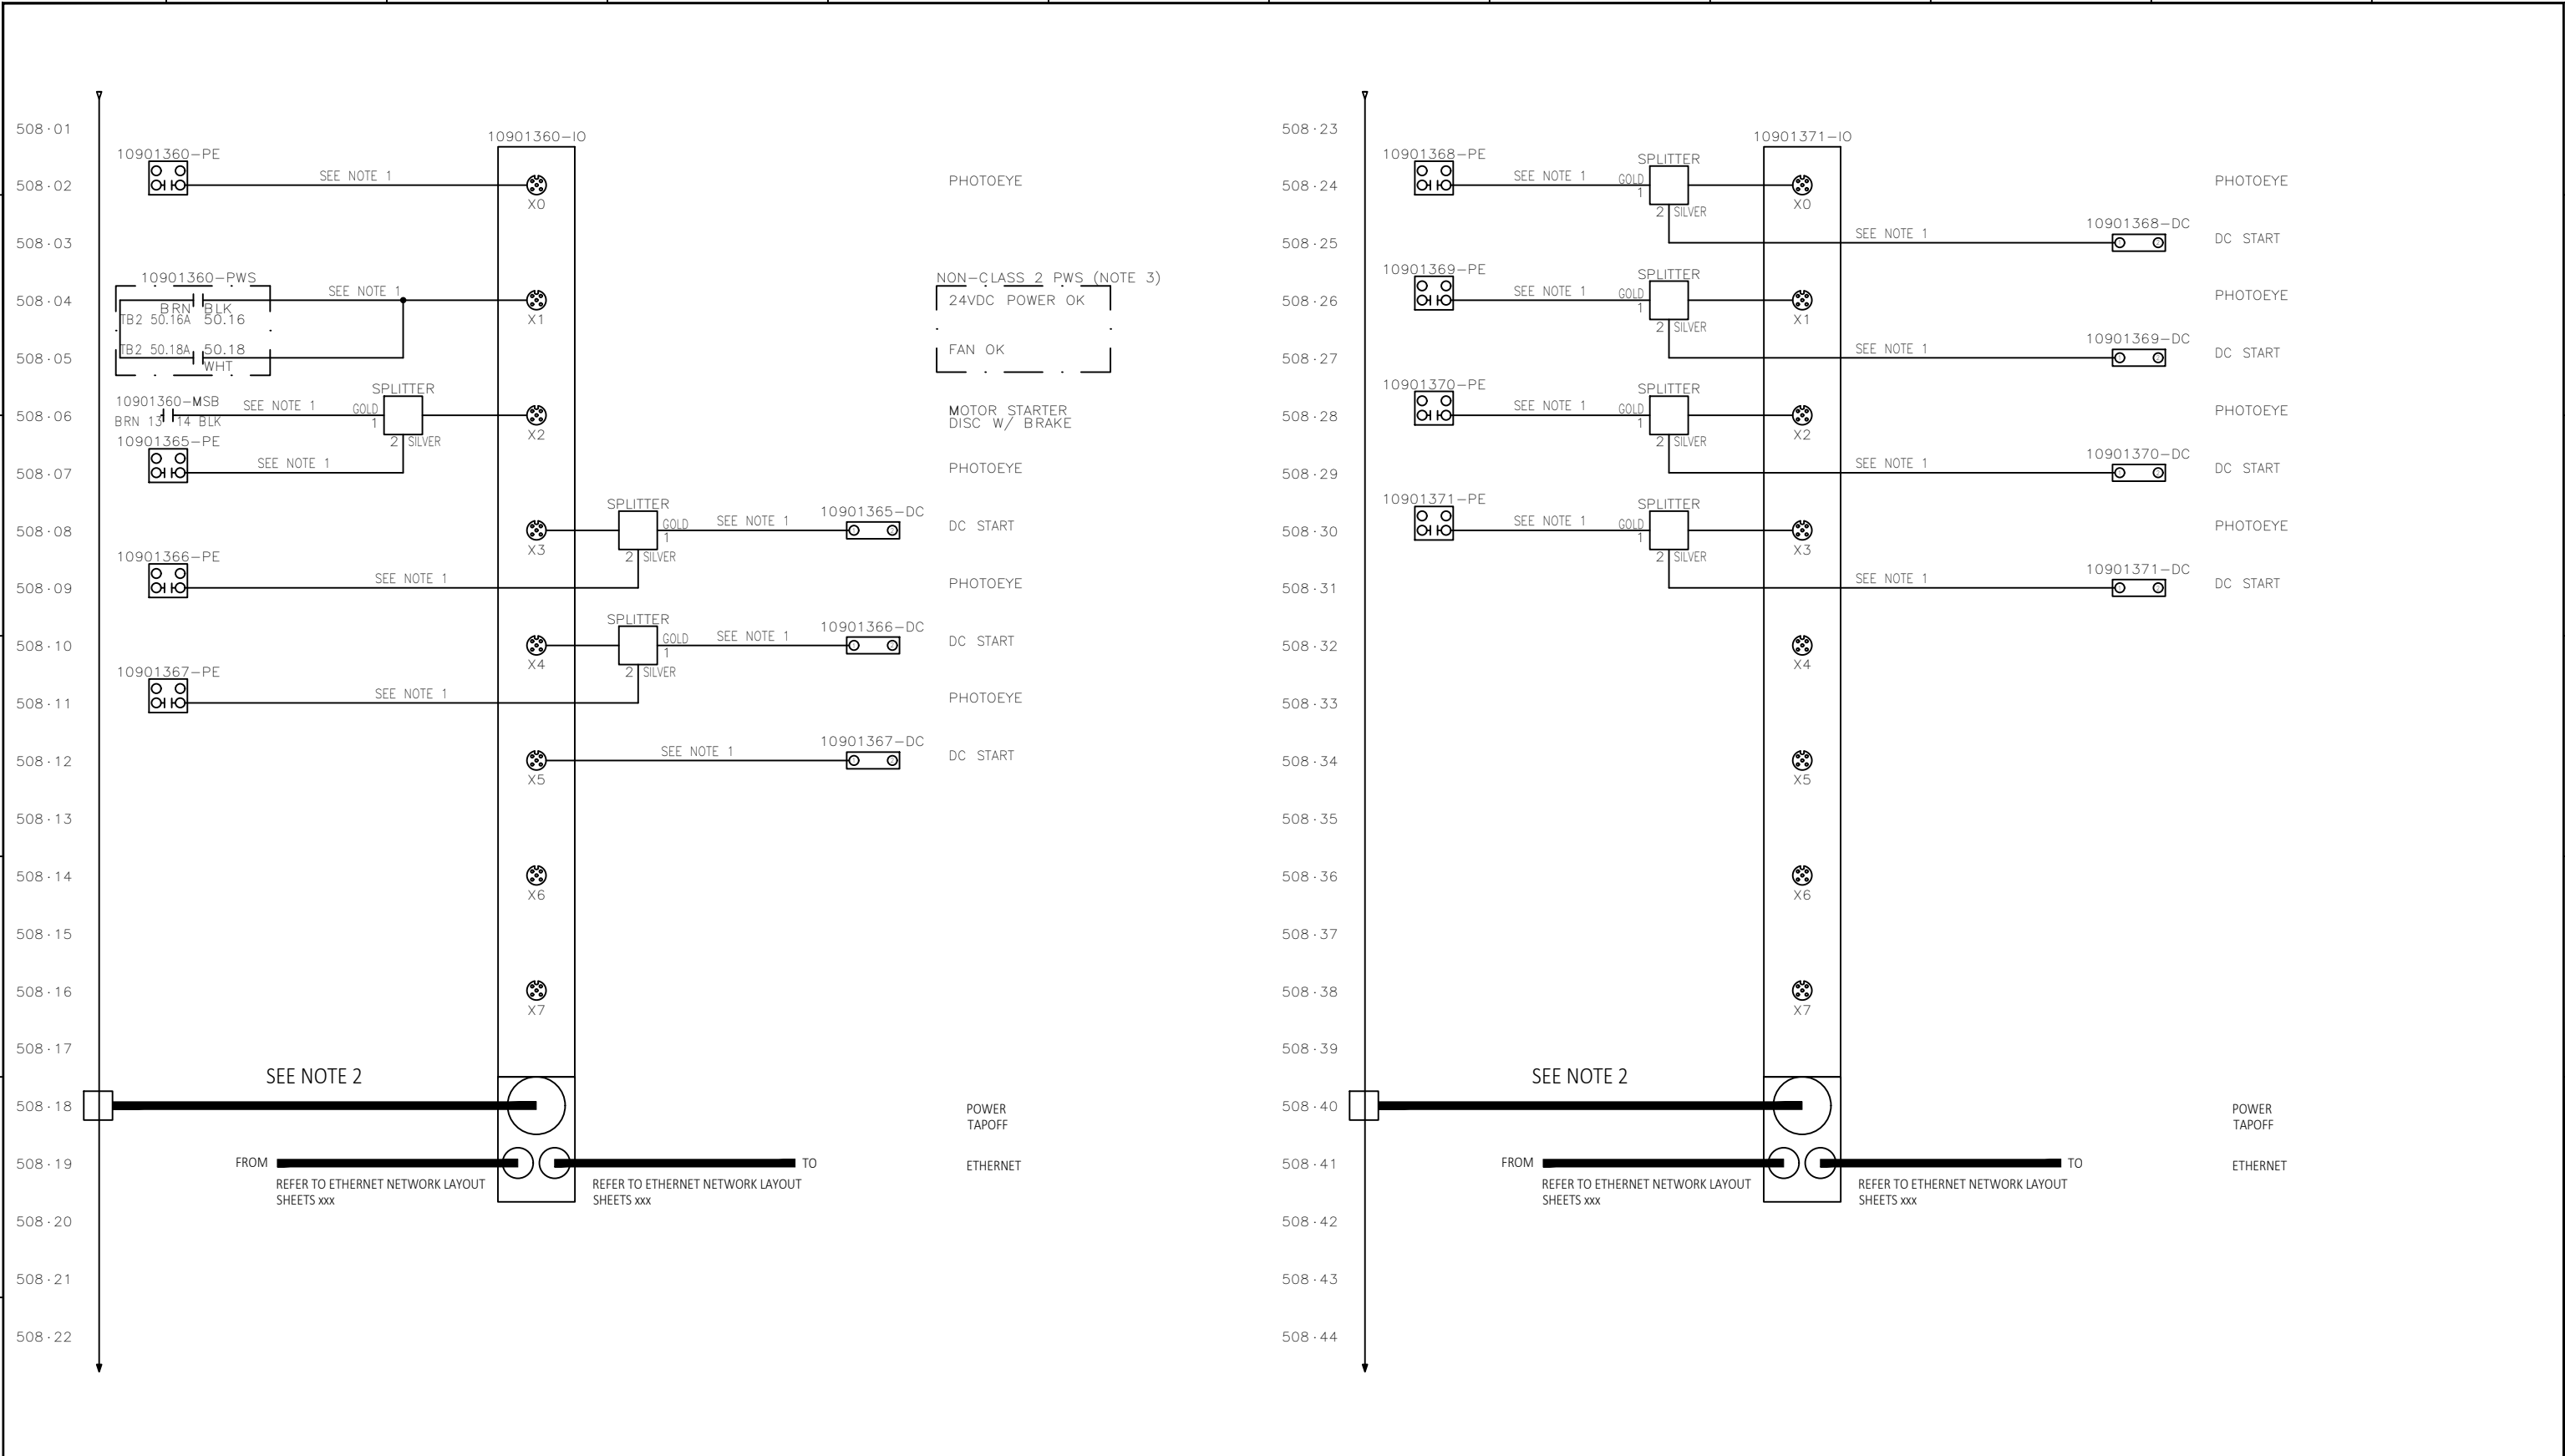 508.01
10901360-IO
10901360-PE
SEE NOTE 1
PHOTOEYE
508.02
X0
508.03
10901360-PWS
NON-CLASS 2 PWS (NOTE 3)
SEE NOTE 1
24VDC POWER OK
508.04
BRN BLK
TB2 50.16A 50.16
X1
TB2 50.18A 50.18
FAN OK
508.05
WHT
SPLITTER
10901360-MSB
SEE NOTE 1
GOLD
MOTOR STARTER
DISC W/ BRAKE
508.06
BRN 13 14 BLK
1
X2
10901365-PE
2 SILVER
SEE NOTE 1
PHOTOEYE
508.07
SPLITTER
10901365-DC
GOLD
SEE NOTE 1
DC START
508.08
1
X3
10901366-PE
2 SILVER
SEE NOTE 1
PHOTOEYE
508.09
SPLITTER
10901366-DC
GOLD
SEE NOTE 1
DC START
508.10
1
X4
10901367-PE
2 SILVER
SEE NOTE 1
PHOTOEYE
508.11
10901367-DC
SEE NOTE 1
DC START
508.12
X5
508.13
508.14
X6
508.15
508.16
X7
508.17
SEE NOTE 2
508.18
POWER
TAPOFF
508.19
FROM
TO
ETHERNET
REFER TO ETHERNET NETWORK LAYOUT
SHEETS xxx
REFER TO ETHERNET NETWORK LAYOUT
SHEETS xxx
508.20
508.21
508.22
508.23
10901371-IO
10901368-PE
SPLITTER
SEE NOTE 1
GOLD
PHOTOEYE
508.24
1
X0
2 SILVER
10901368-DC
SEE NOTE 1
DC START
508.25
10901369-PE
SPLITTER
SEE NOTE 1
GOLD
PHOTOEYE
508.26
1
X1
2 SILVER
10901369-DC
SEE NOTE 1
DC START
508.27
10901370-PE
SPLITTER
SEE NOTE 1
GOLD
PHOTOEYE
508.28
1
X2
2 SILVER
10901370-DC
SEE NOTE 1
DC START
508.29
10901371-PE
SPLITTER
SEE NOTE 1
GOLD
PHOTOEYE
508.30
1
X3
2 SILVER
10901371-DC
SEE NOTE 1
DC START
508.31
508.32
X4
508.33
508.34
X5
508.35
508.36
X6
508.37
508.38
X7
508.39
SEE NOTE 2
508.40
POWER
TAPOFF
508.41
FROM
TO
ETHERNET
REFER TO ETHERNET NETWORK LAYOUT
SHEETS xxx
REFER TO ETHERNET NETWORK LAYOUT
SHEETS xxx
508.42
508.43
508.44